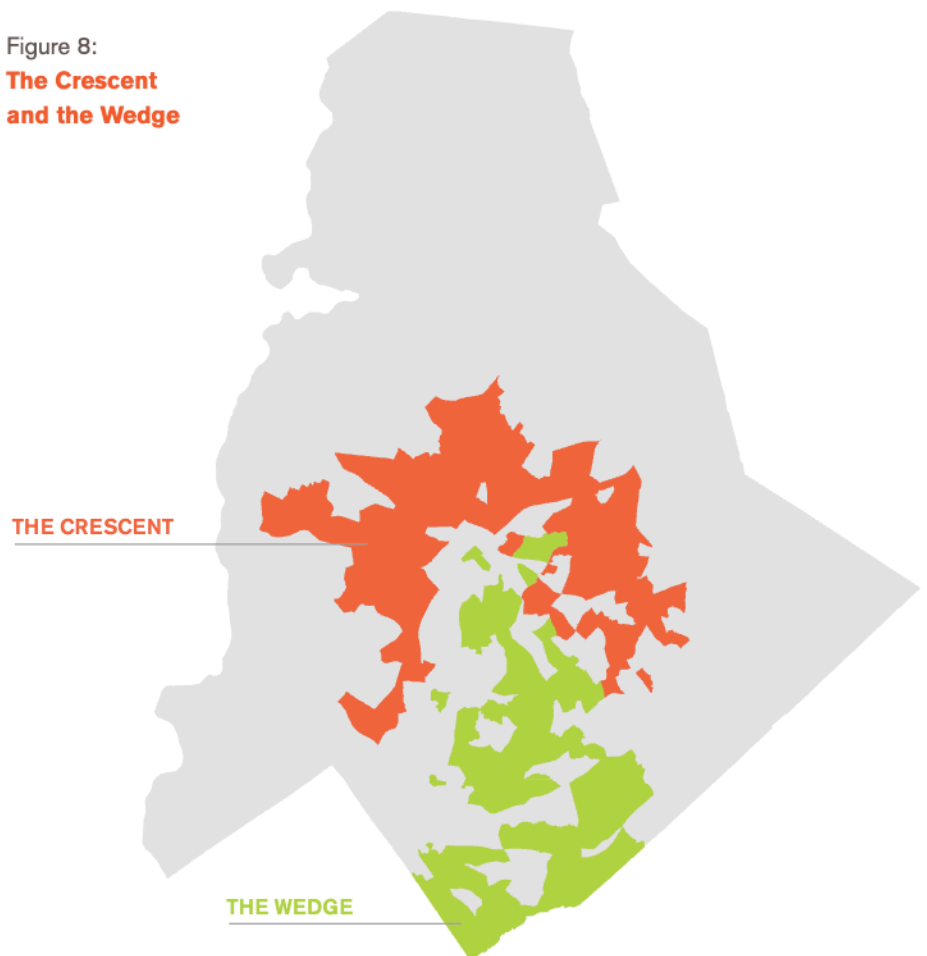 Figure 8:
The Crescent
and the Wedge
THE CRESCENT
THE WEDGE